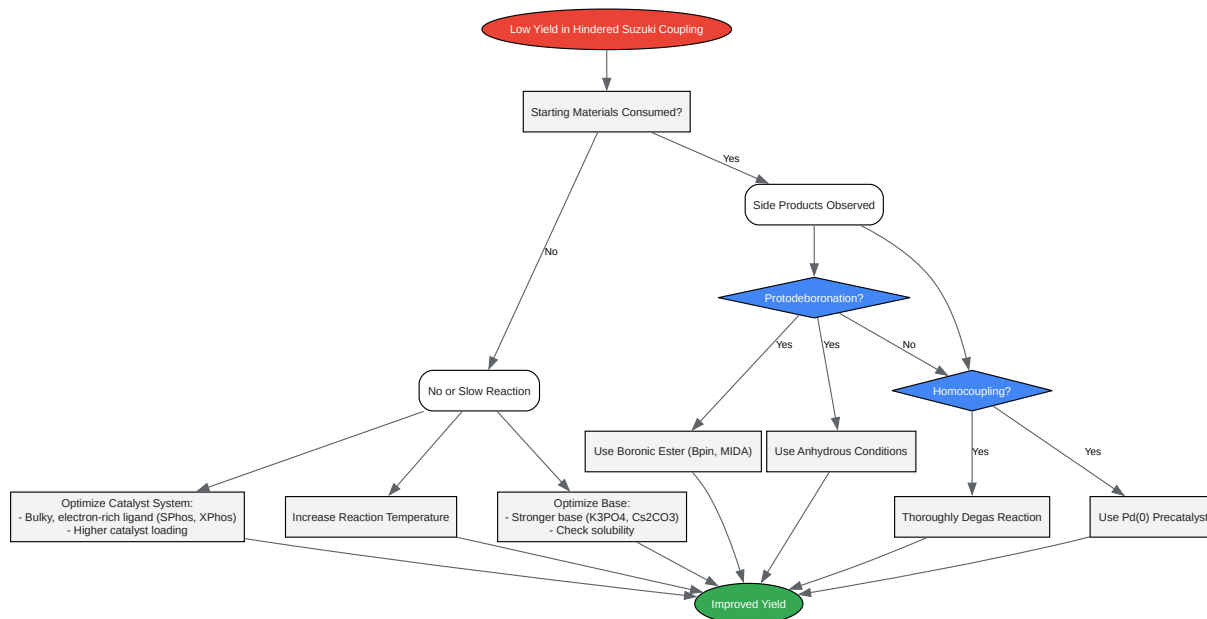 Low Yield in Hindered Suzuki Coupling
Starting Materials Consumed?
Yes
Side Products Observed
No
Protodeboronation?
Yes
Yes
No
No or Slow Reaction
Homocoupling?
Use Boronic Ester (Bpin, MIDA)
Use Anhydrous Conditions
Yes
Yes
Optimize Catalyst System:
- Bulky, electron-rich ligand (SPhos, XPhos)
- Higher catalyst loading
Increase Reaction Temperature
Optimize Base:
- Stronger base (K3PO4, Cs2CO3)
- Check solubility
Thoroughly Degas Reaction
Use Pd(0) Precatalyst
Improved Yield